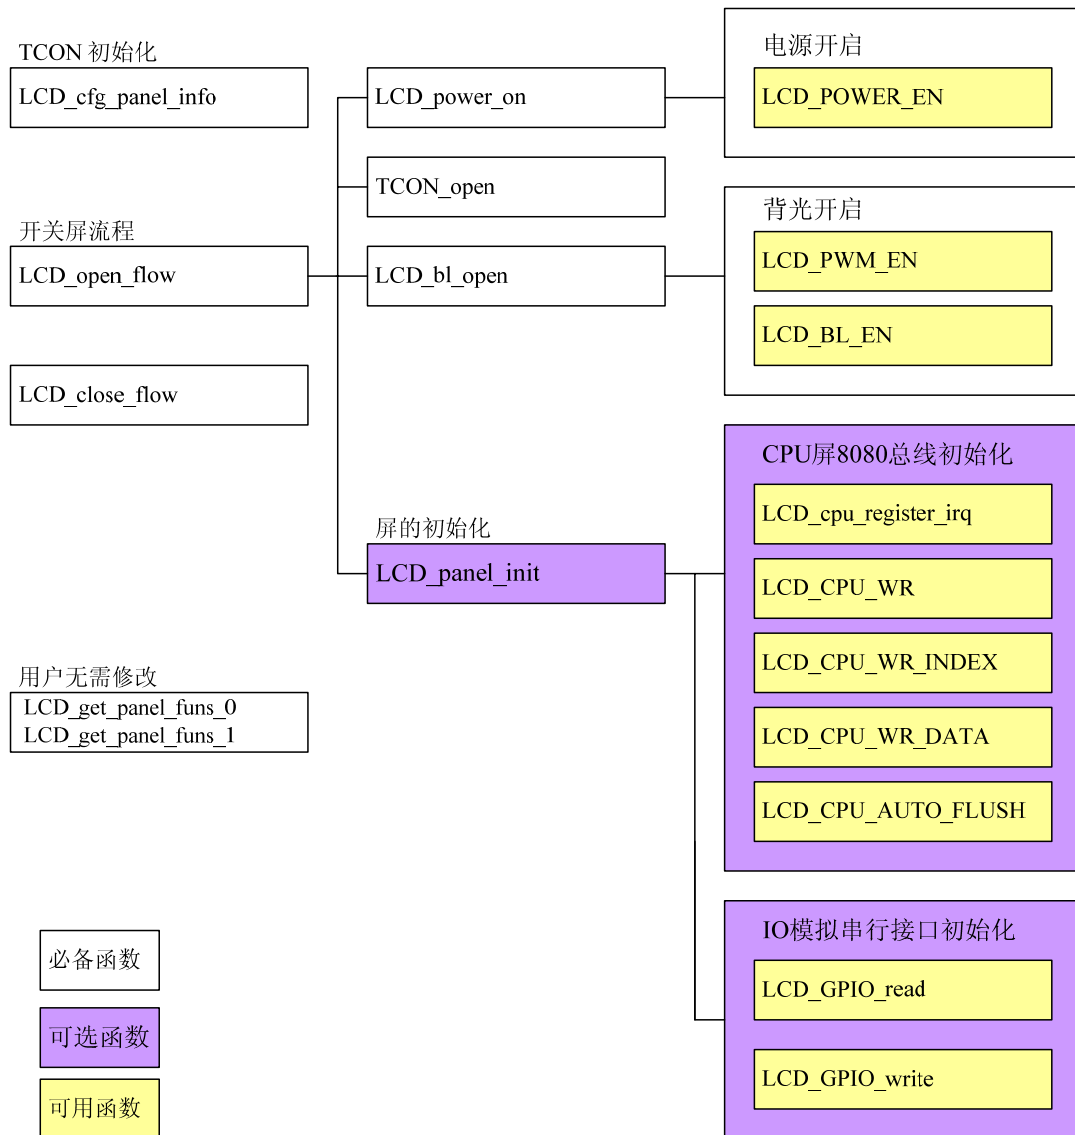 TCON 初始化
LCD_cfg_panel_info
开关屏流程
LCD_open_flow
LCD_close_flow
用户无需修改
LCD_get_panel_funs_0
LCD_get_panel_funs_1
必备函数
可选函数
可用函数
LCD_power_on
TCON_open
LCD_bl_open
屏的初始化
LCD_panel_init
电源开启
LCD_POWER_EN
背光开启
LCD_PWM_EN
LCD_BL_EN
CPU屏8080总线初始化
LCD_cpu_register_irq
LCD_CPU_WR
LCD_CPU_WR_INDEX
LCD_CPU_WR_DATA
LCD_CPU_AUTO_FLUSH
IO模拟串行接口初始化
LCD_GPIO_read
LCD_GPIO_write